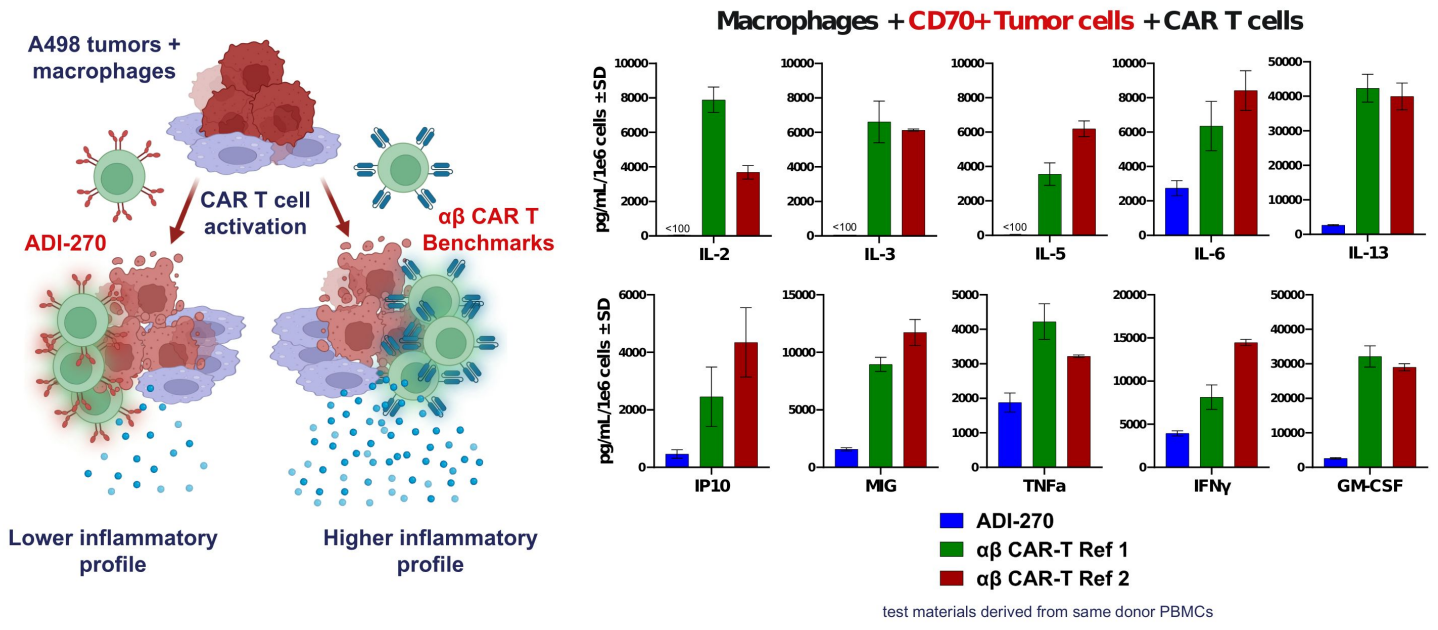 A498 tumors +
macrophages
CAR T cell
activation
ADI-270
αβ CAR T
Benchmarks
Lower inflammatory
profile
Higher inflammatory
profile
Macrophages + CD70+ Tumor cells + CAR T cells
pg/mL/1e6 cells ±SD
10000
8000
6000
4000
2000
0
<100
IL-2
10000
8000
6000
4000
2000
0
<100
IL-3
10000
8000
6000
4000
2000
0
<100
IL-5
10000
8000
6000
4000
2000
0
IL-6
50000
40000
30000
20000
10000
0
IL-13
pg/mL/1e6 cells ±SD
6000
4000
2000
0
IP10
15000
10000
5000
0
MIG
5000
4000
3000
2000
1000
0
TNFa
20000
15000
10000
5000
0
IFNγ
50000
40000
30000
20000
10000
0
GM-CSF
ADI-270
αβ CAR-T Ref 1
αβ CAR-T Ref 2
test materials derived from same donor PBMCs